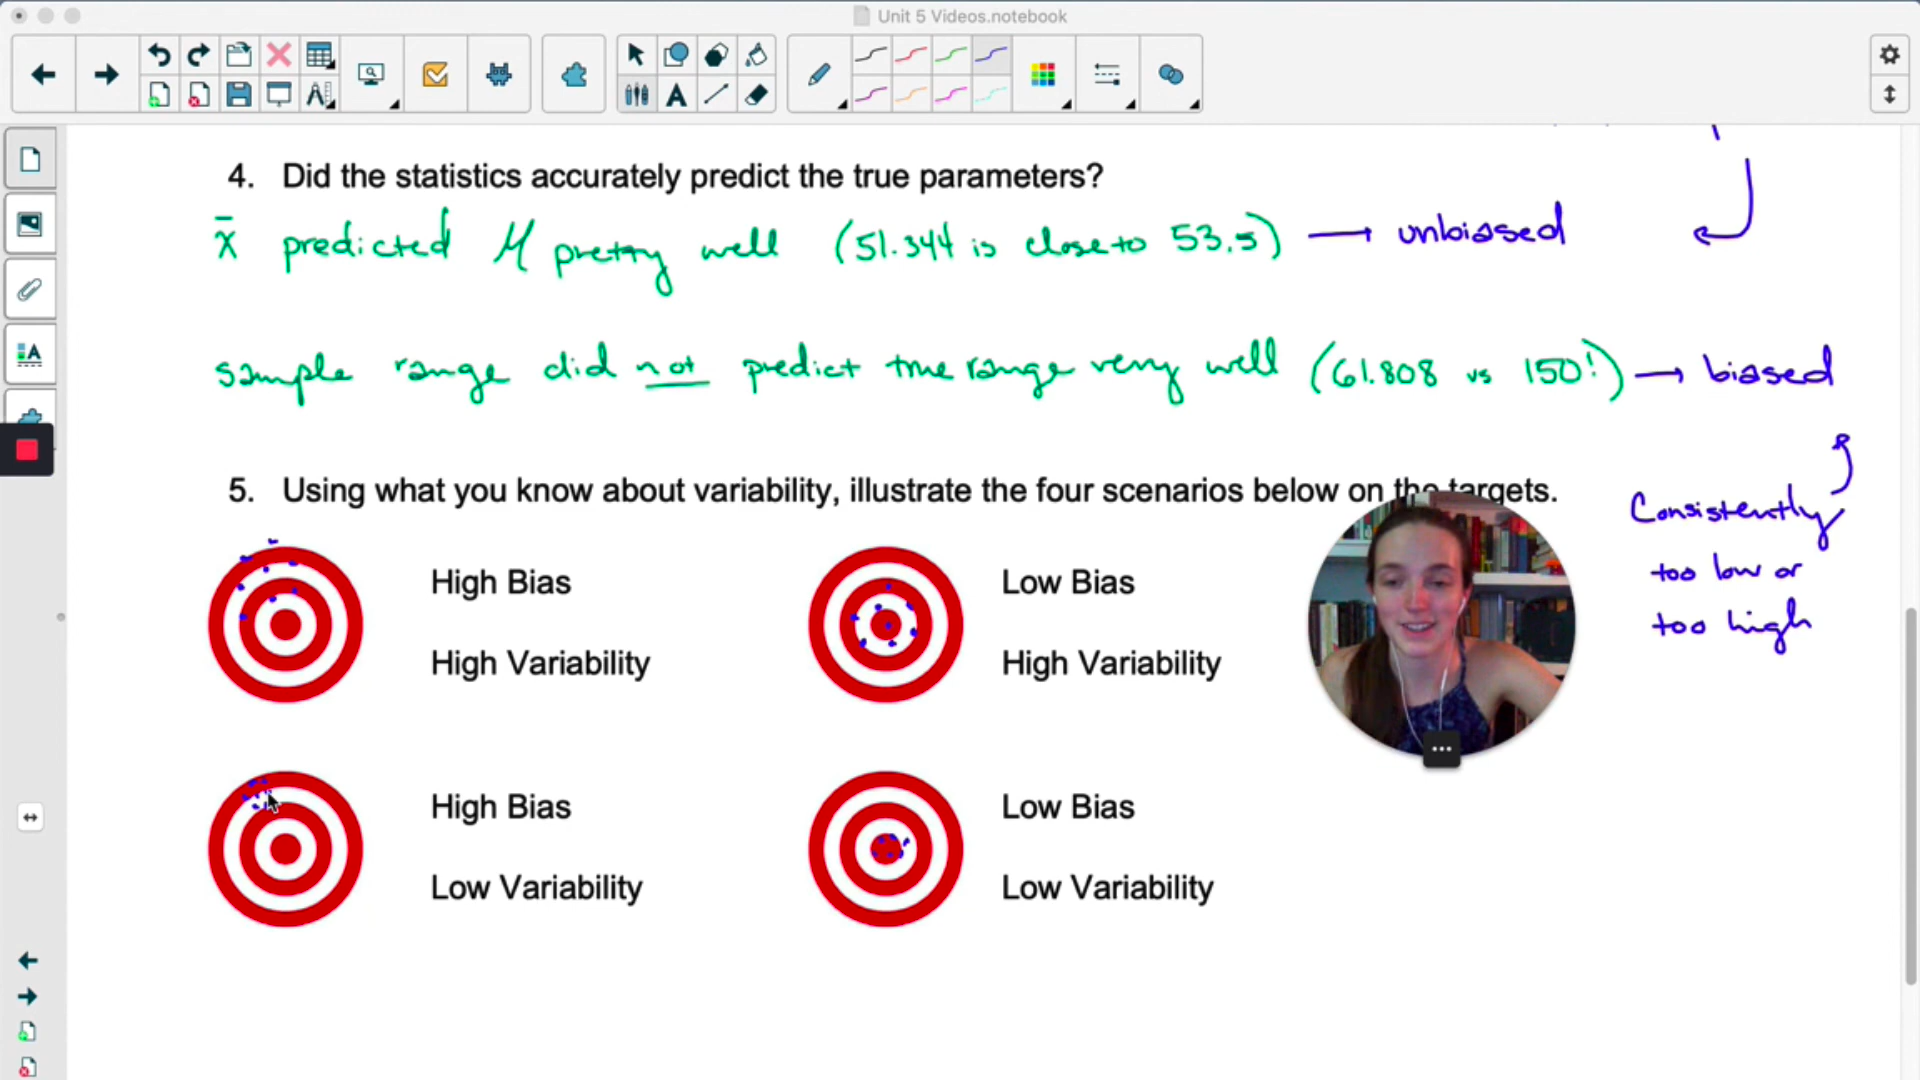 Unit 5 Videos.notebook
4. Did the statistics accurately predict the true parameters?
x̄ predicted μ pretty well (51.344 is close to 53.5) → unbiased
sample range did not predict true range very well (61.808 vs 150!) → biased
5. Using what you know about variability, illustrate the four scenarios below on the targets.
Consistently
too low or
too high
High Bias
High Variability
Low Bias
High Variability
High Bias
Low Variability
Low Bias
Low Variability